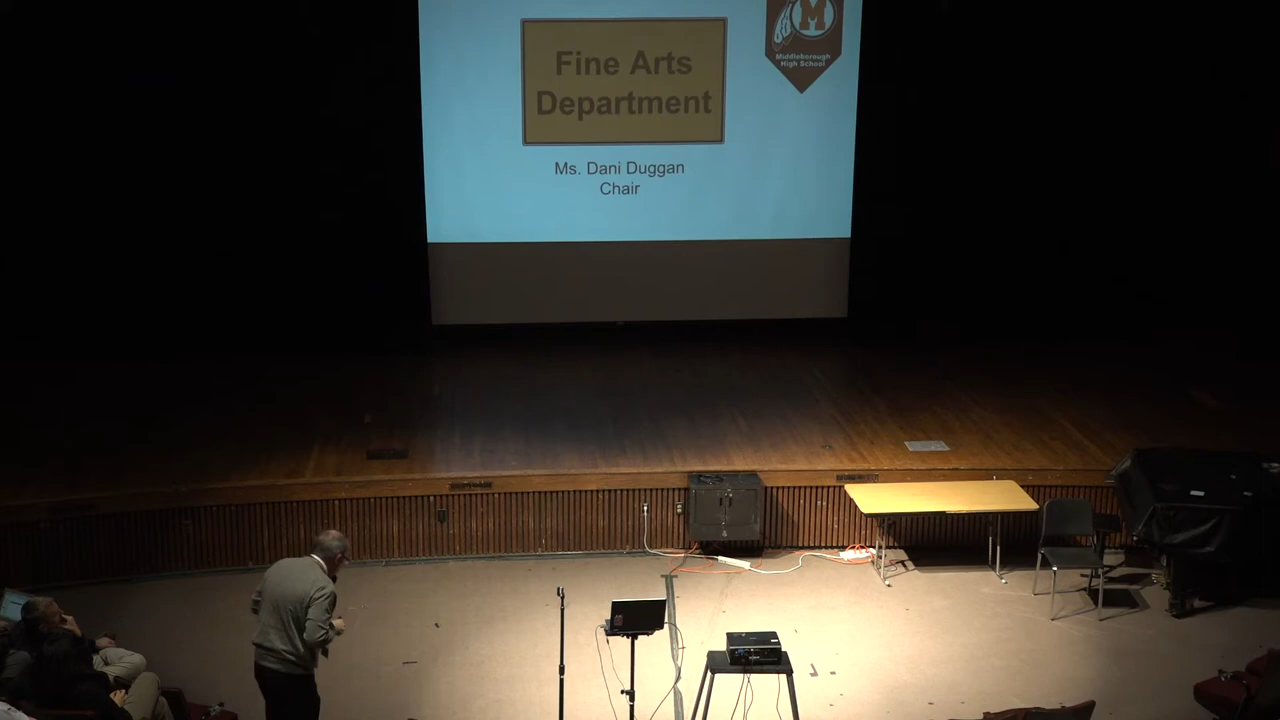 Fine Arts
Department
M
Middleborough
High School
Ms. Dani Duggan
Chair